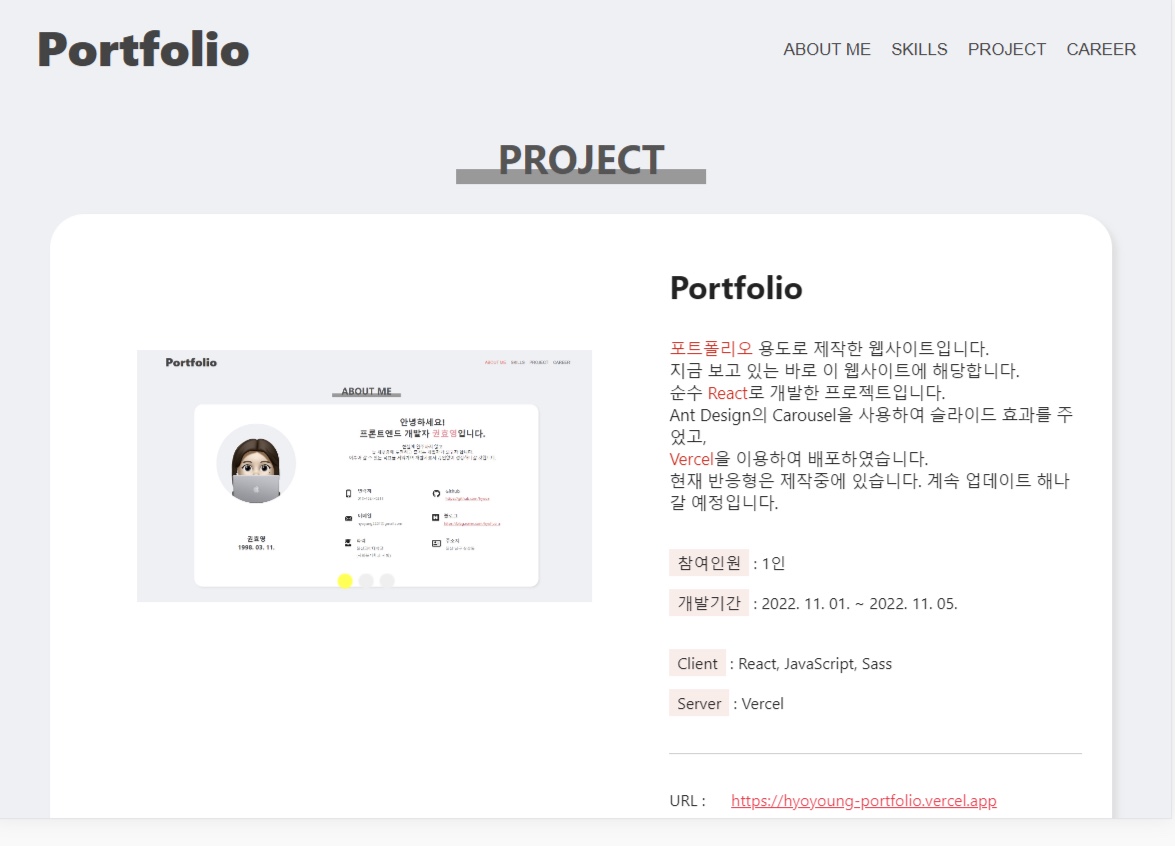 Portfolio
ABOUT ME SKILLS PROJECT CAREER
PROJECT
Portfolio
ABOUT ME SKILLS PROJECT CAREER
ABOUT ME
안녕하세요!
프론트엔드 개발자 권효영입니다.
연락처
GitHub
이메일
블로그
권효영
1998. 03. 11.
Portfolio
포트폴리오 용도로 제작한 웹사이트입니다.
지금 보고 있는 바로 이 웹사이트에 해당합니다.
순수 React로 개발한 프로젝트입니다.
Ant Design의 Carousel을 사용하여 슬라이드 효과를 주
었고,
Vercel을 이용하여 배포하였습니다.
현재 반응형은 제작중에 있습니다. 계속 업데이트 해나
갈 예정입니다.
참여인원 : 1인
개발기간 : 2022. 11. 01. ~ 2022. 11. 05.
Client : React, JavaScript, Sass
Server : Vercel
URL : https://hyoyoung-portfolio.vercel.app